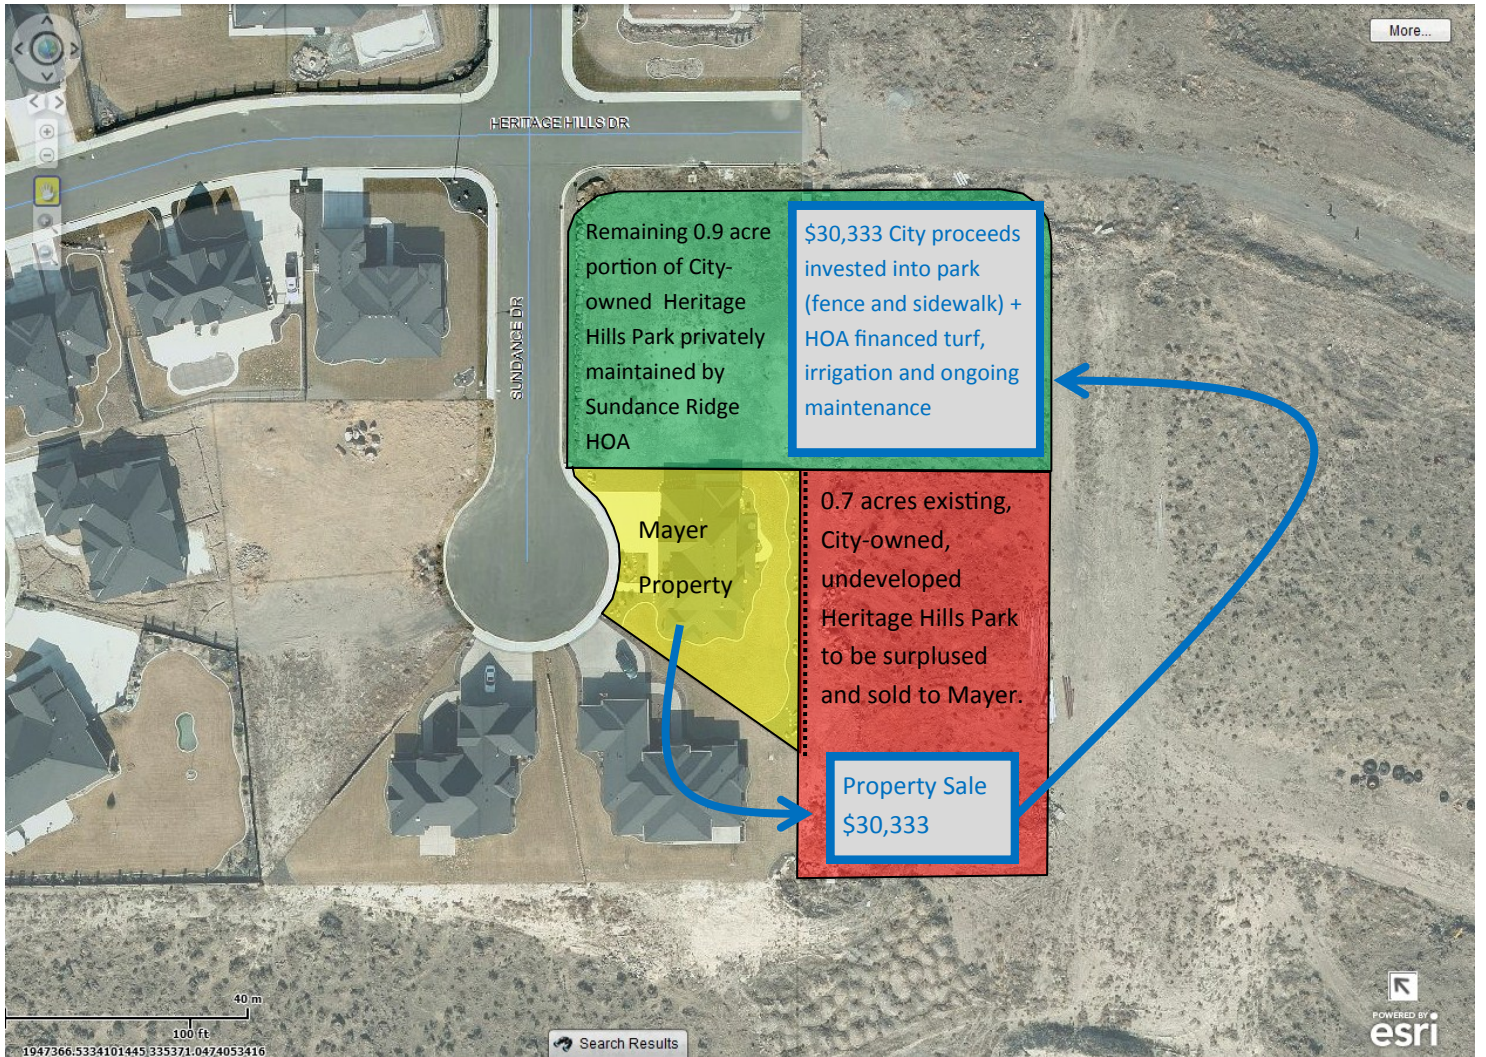 More...
HERITAGE HILLS DR
SUNDANCE DR
Remaining 0.9 acre
portion of City-
owned Heritage
Hills Park privately
maintained by
Sundance Ridge
HOA
$30,333 City proceeds
invested into park
(fence and sidewalk) +
HOA financed turf,
irrigation and ongoing
maintenance
Mayer
Property
0.7 acres existing,
City-owned,
undeveloped
Heritage Hills Park
to be surplused
and sold to Mayer.
Property Sale
$30,333
40 m
100 ft
1947366.5334101445 335371.0474053416
Search Results
POWERED BY
esri